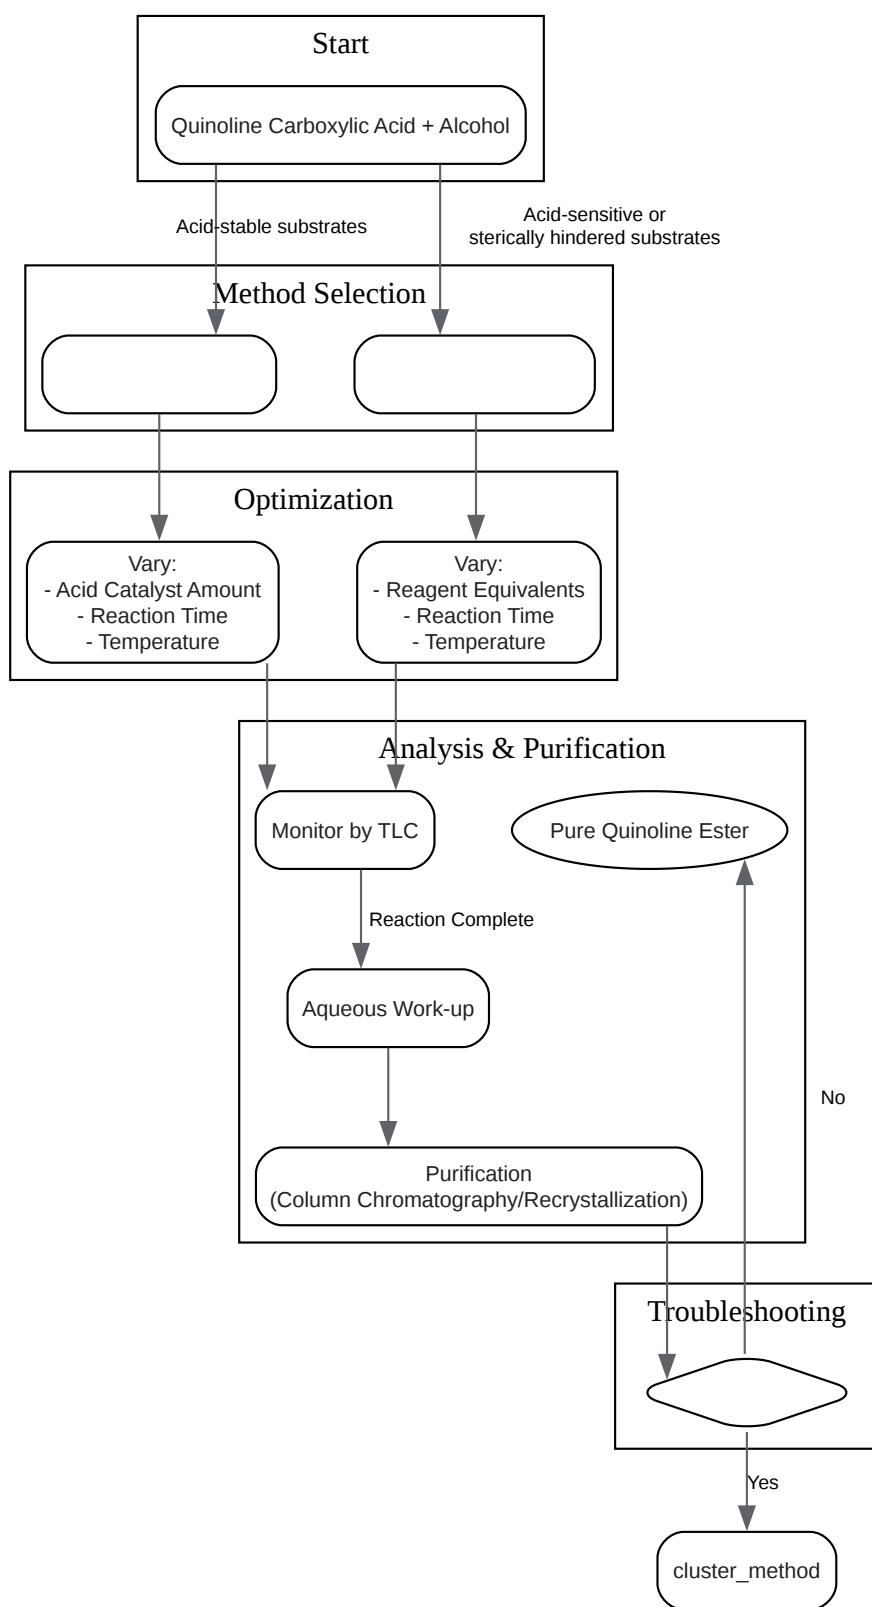 Start
Quinoline Carboxylic Acid + Alcohol
Acid-stable substrates
Acid-sensitive or
sterically hindered substrates
Method Selection
Optimization
Vary:
- Acid Catalyst Amount
- Reaction Time
- Temperature
Vary:
- Reagent Equivalents
- Reaction Time
- Temperature
Analysis & Purification
Monitor by TLC
Pure Quinoline Ester
Reaction Complete
Aqueous Work-up
No
Purification
(Column Chromatography/Recrystallization)
Troubleshooting
Yes
cluster_method